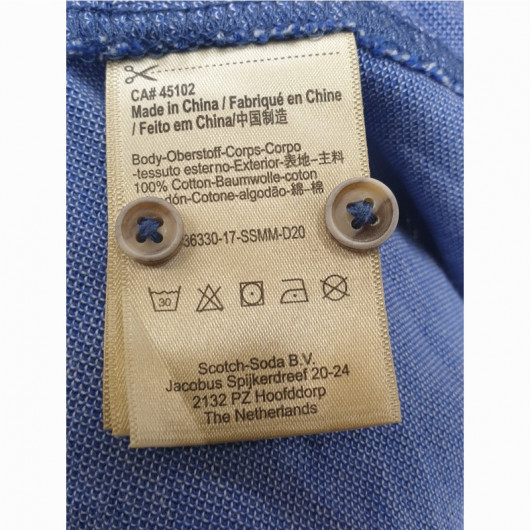 CA# 45102
Made in China / Fabriqué en Chine
/ Feito em China/中国制造
Body-Oberstoff-Corps-Corpo
-tessuto esterno-Exterior-表地--主料
100% Cotton-Baumwolle-coton
-Cotone-algodão-綿--棉
36330-17-SSMM-D20
30
Scotch-Soda B.V.
Jacobus Spijkerdreef 20-24
2132 PZ Hoofddorp
The Netherlands